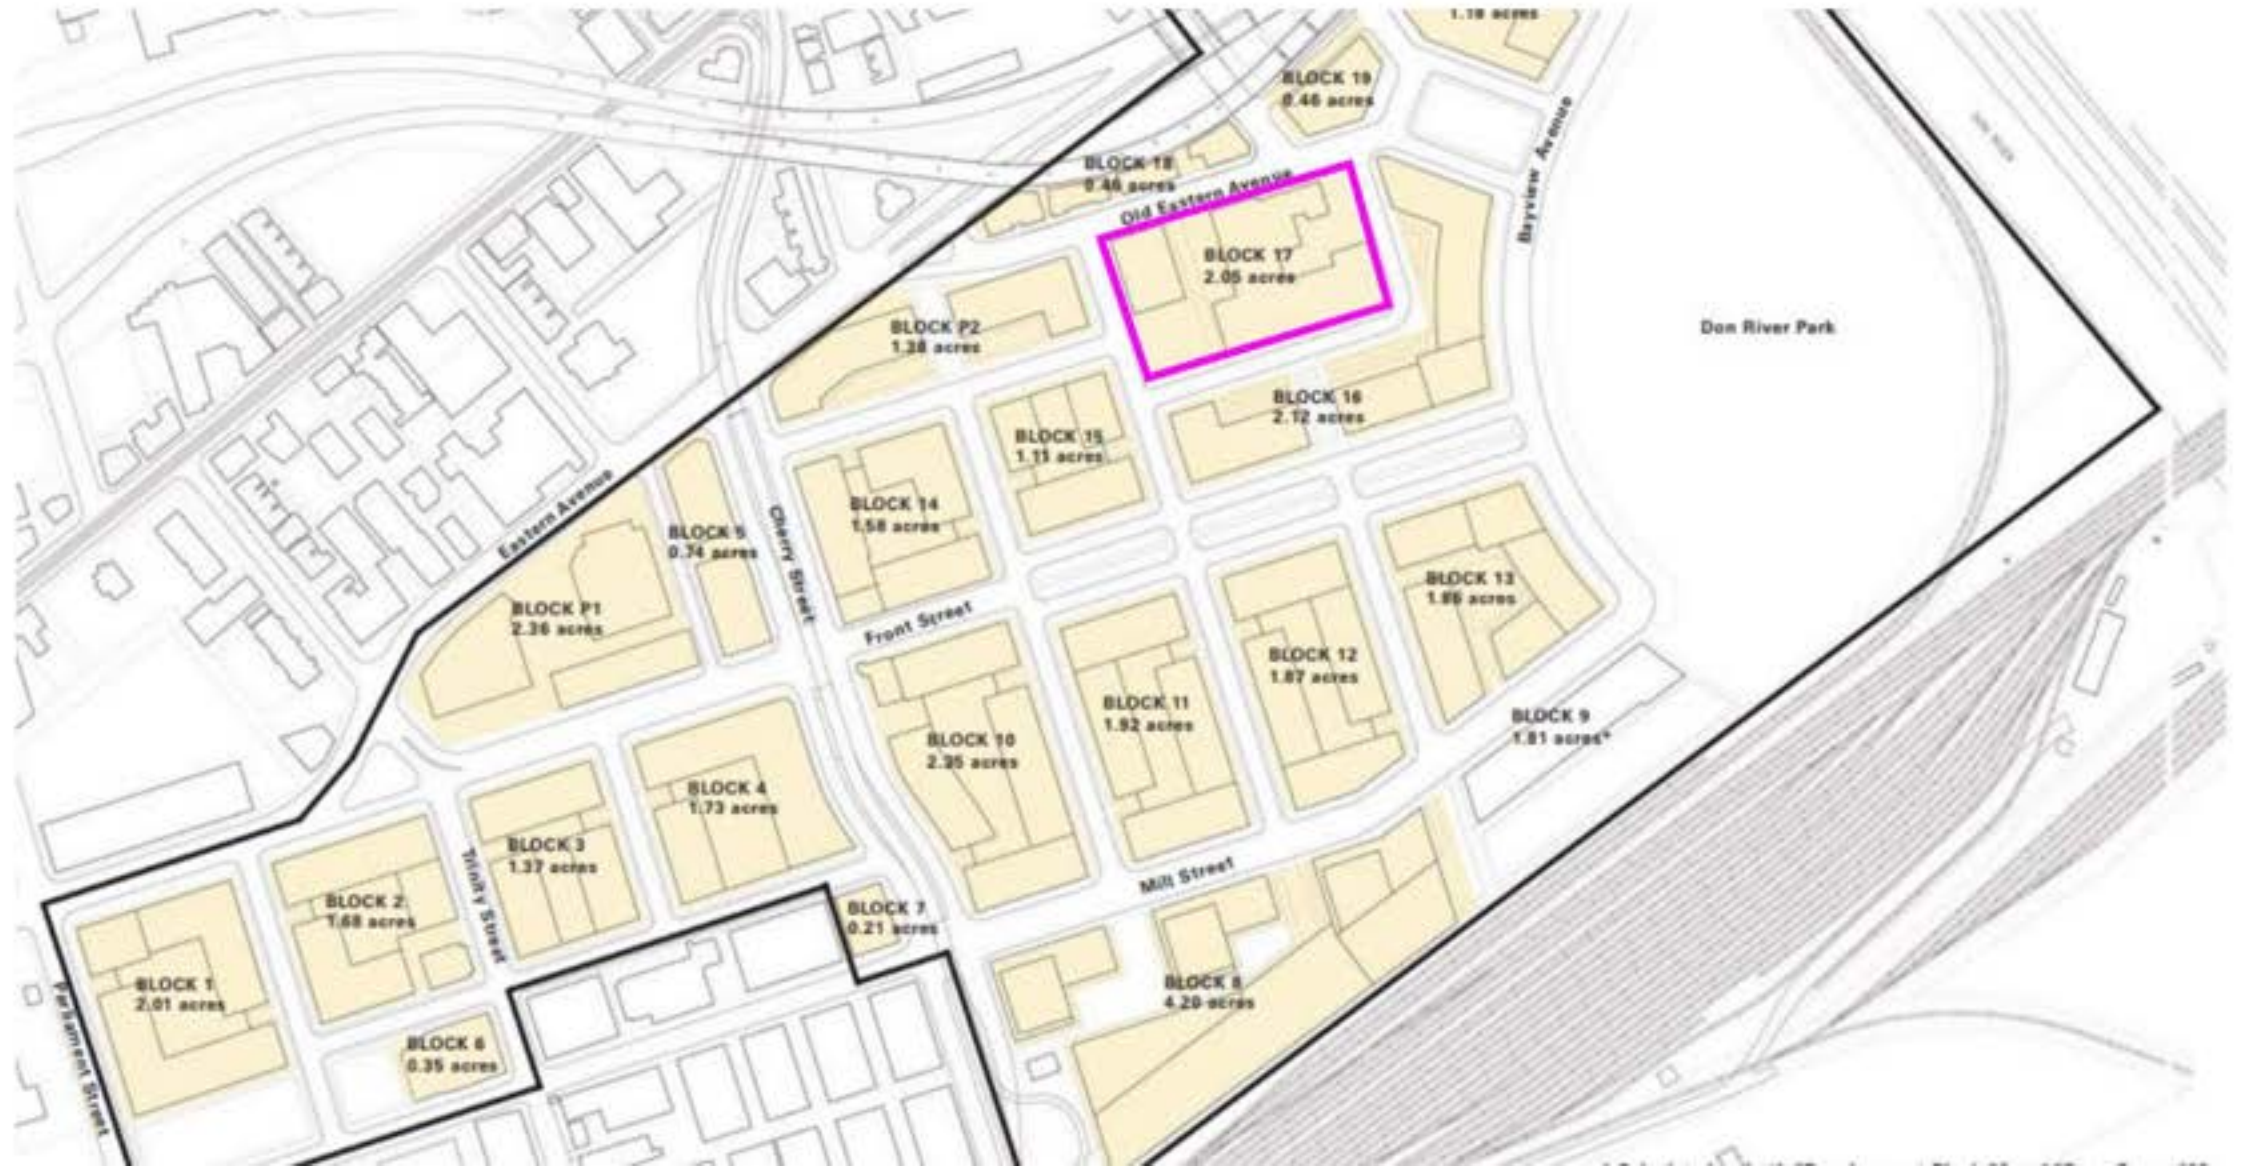 1.18 acres
BLOCK 19
0.46 acres
BLOCK 18
0.46 acres
Old Eastern Avenue
Bayview Avenue
BLOCK 17
2.05 acres
Don River Park
BLOCK P2
1.38 acres
BLOCK 16
2.12 acres
BLOCK 15
1.11 acres
BLOCK 14
1.58 acres
Eastern Avenue
BLOCK 5
0.74 acres
Cherry Street
BLOCK P1
2.36 acres
Front Street
BLOCK 13
1.86 acres
BLOCK 12
1.87 acres
BLOCK 11
1.92 acres
BLOCK 10
2.35 acres
BLOCK 9
1.81 acres*
BLOCK 4
1.73 acres
BLOCK 3
1.37 acres
Trinity Street
Mill Street
BLOCK 2
1.68 acres
BLOCK 7
0.21 acres
BLOCK 1
2.01 acres
Parliament Street
BLOCK 8
4.20 acres
BLOCK 6
0.35 acres